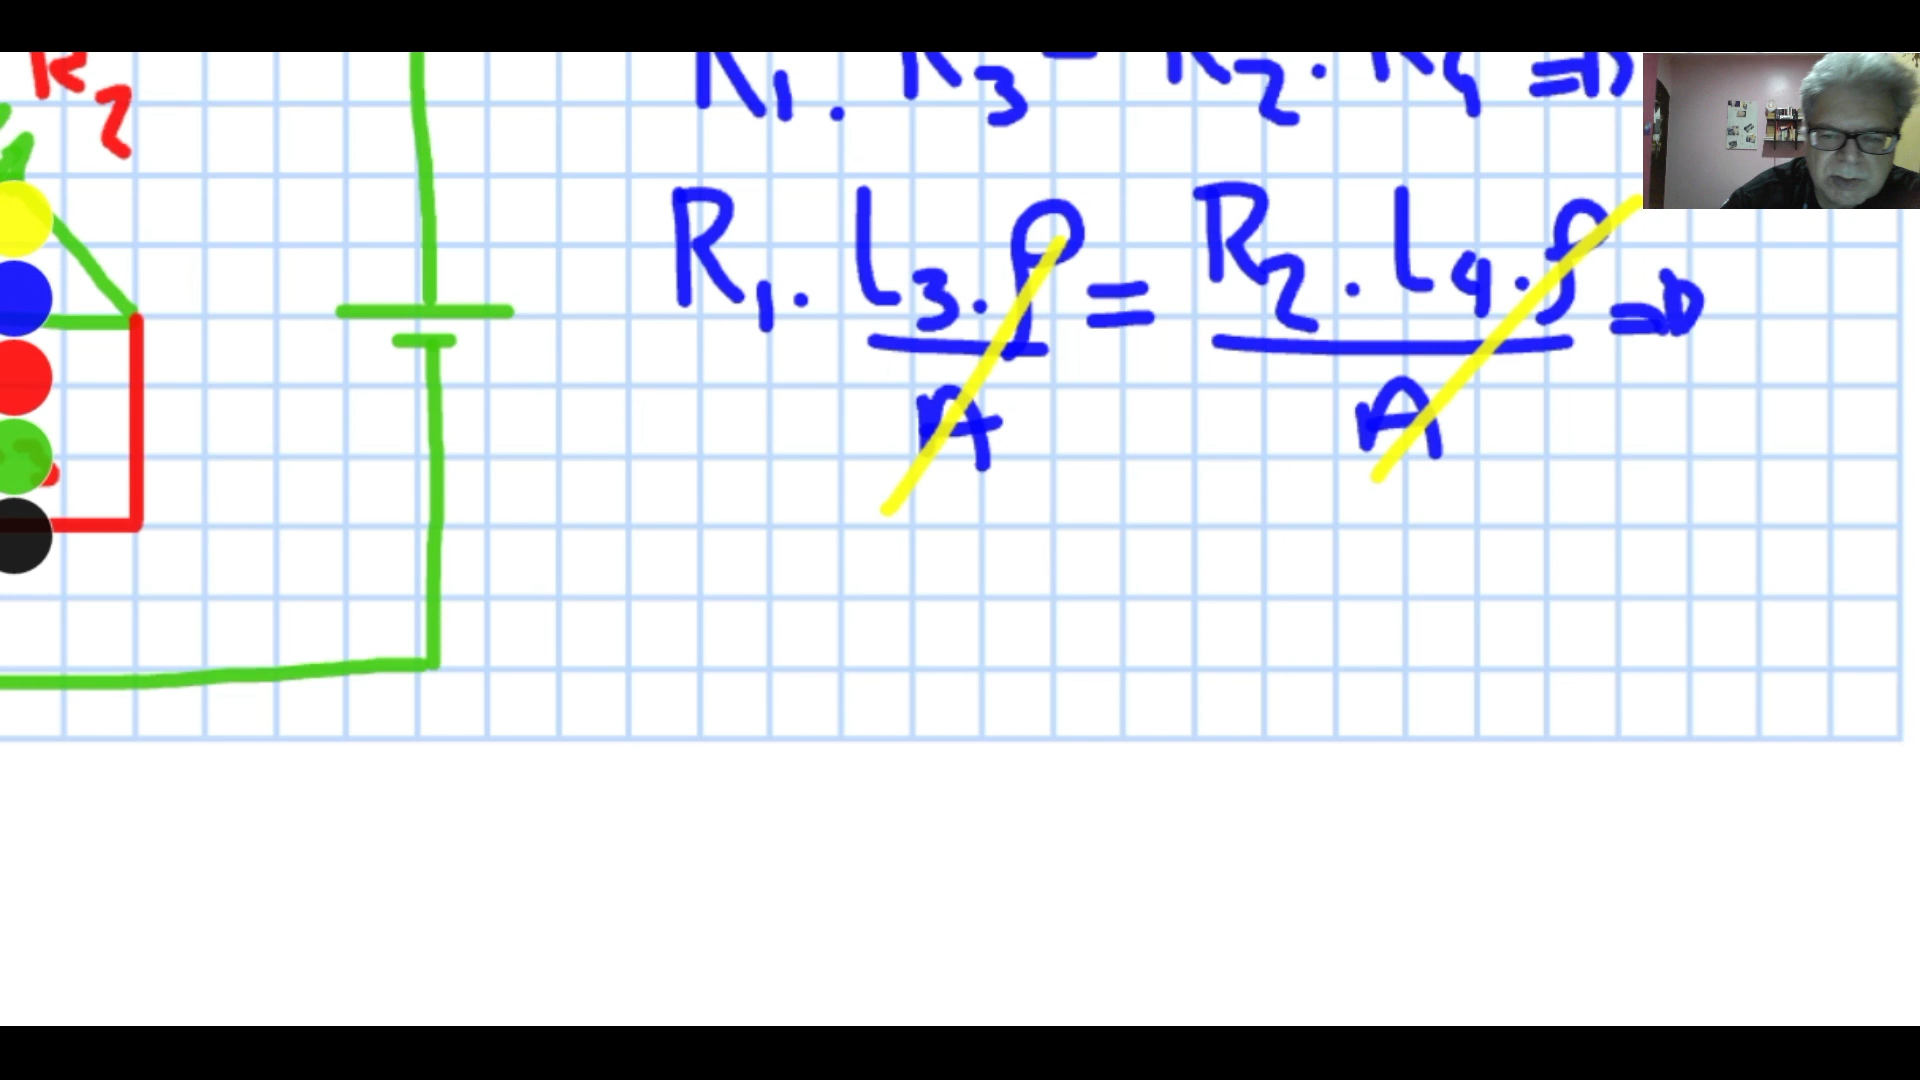 R2
R1 . R3 = R2 . R4 =>
R1 . L3 . ρ = R2 . L4 . ρ =>
A A